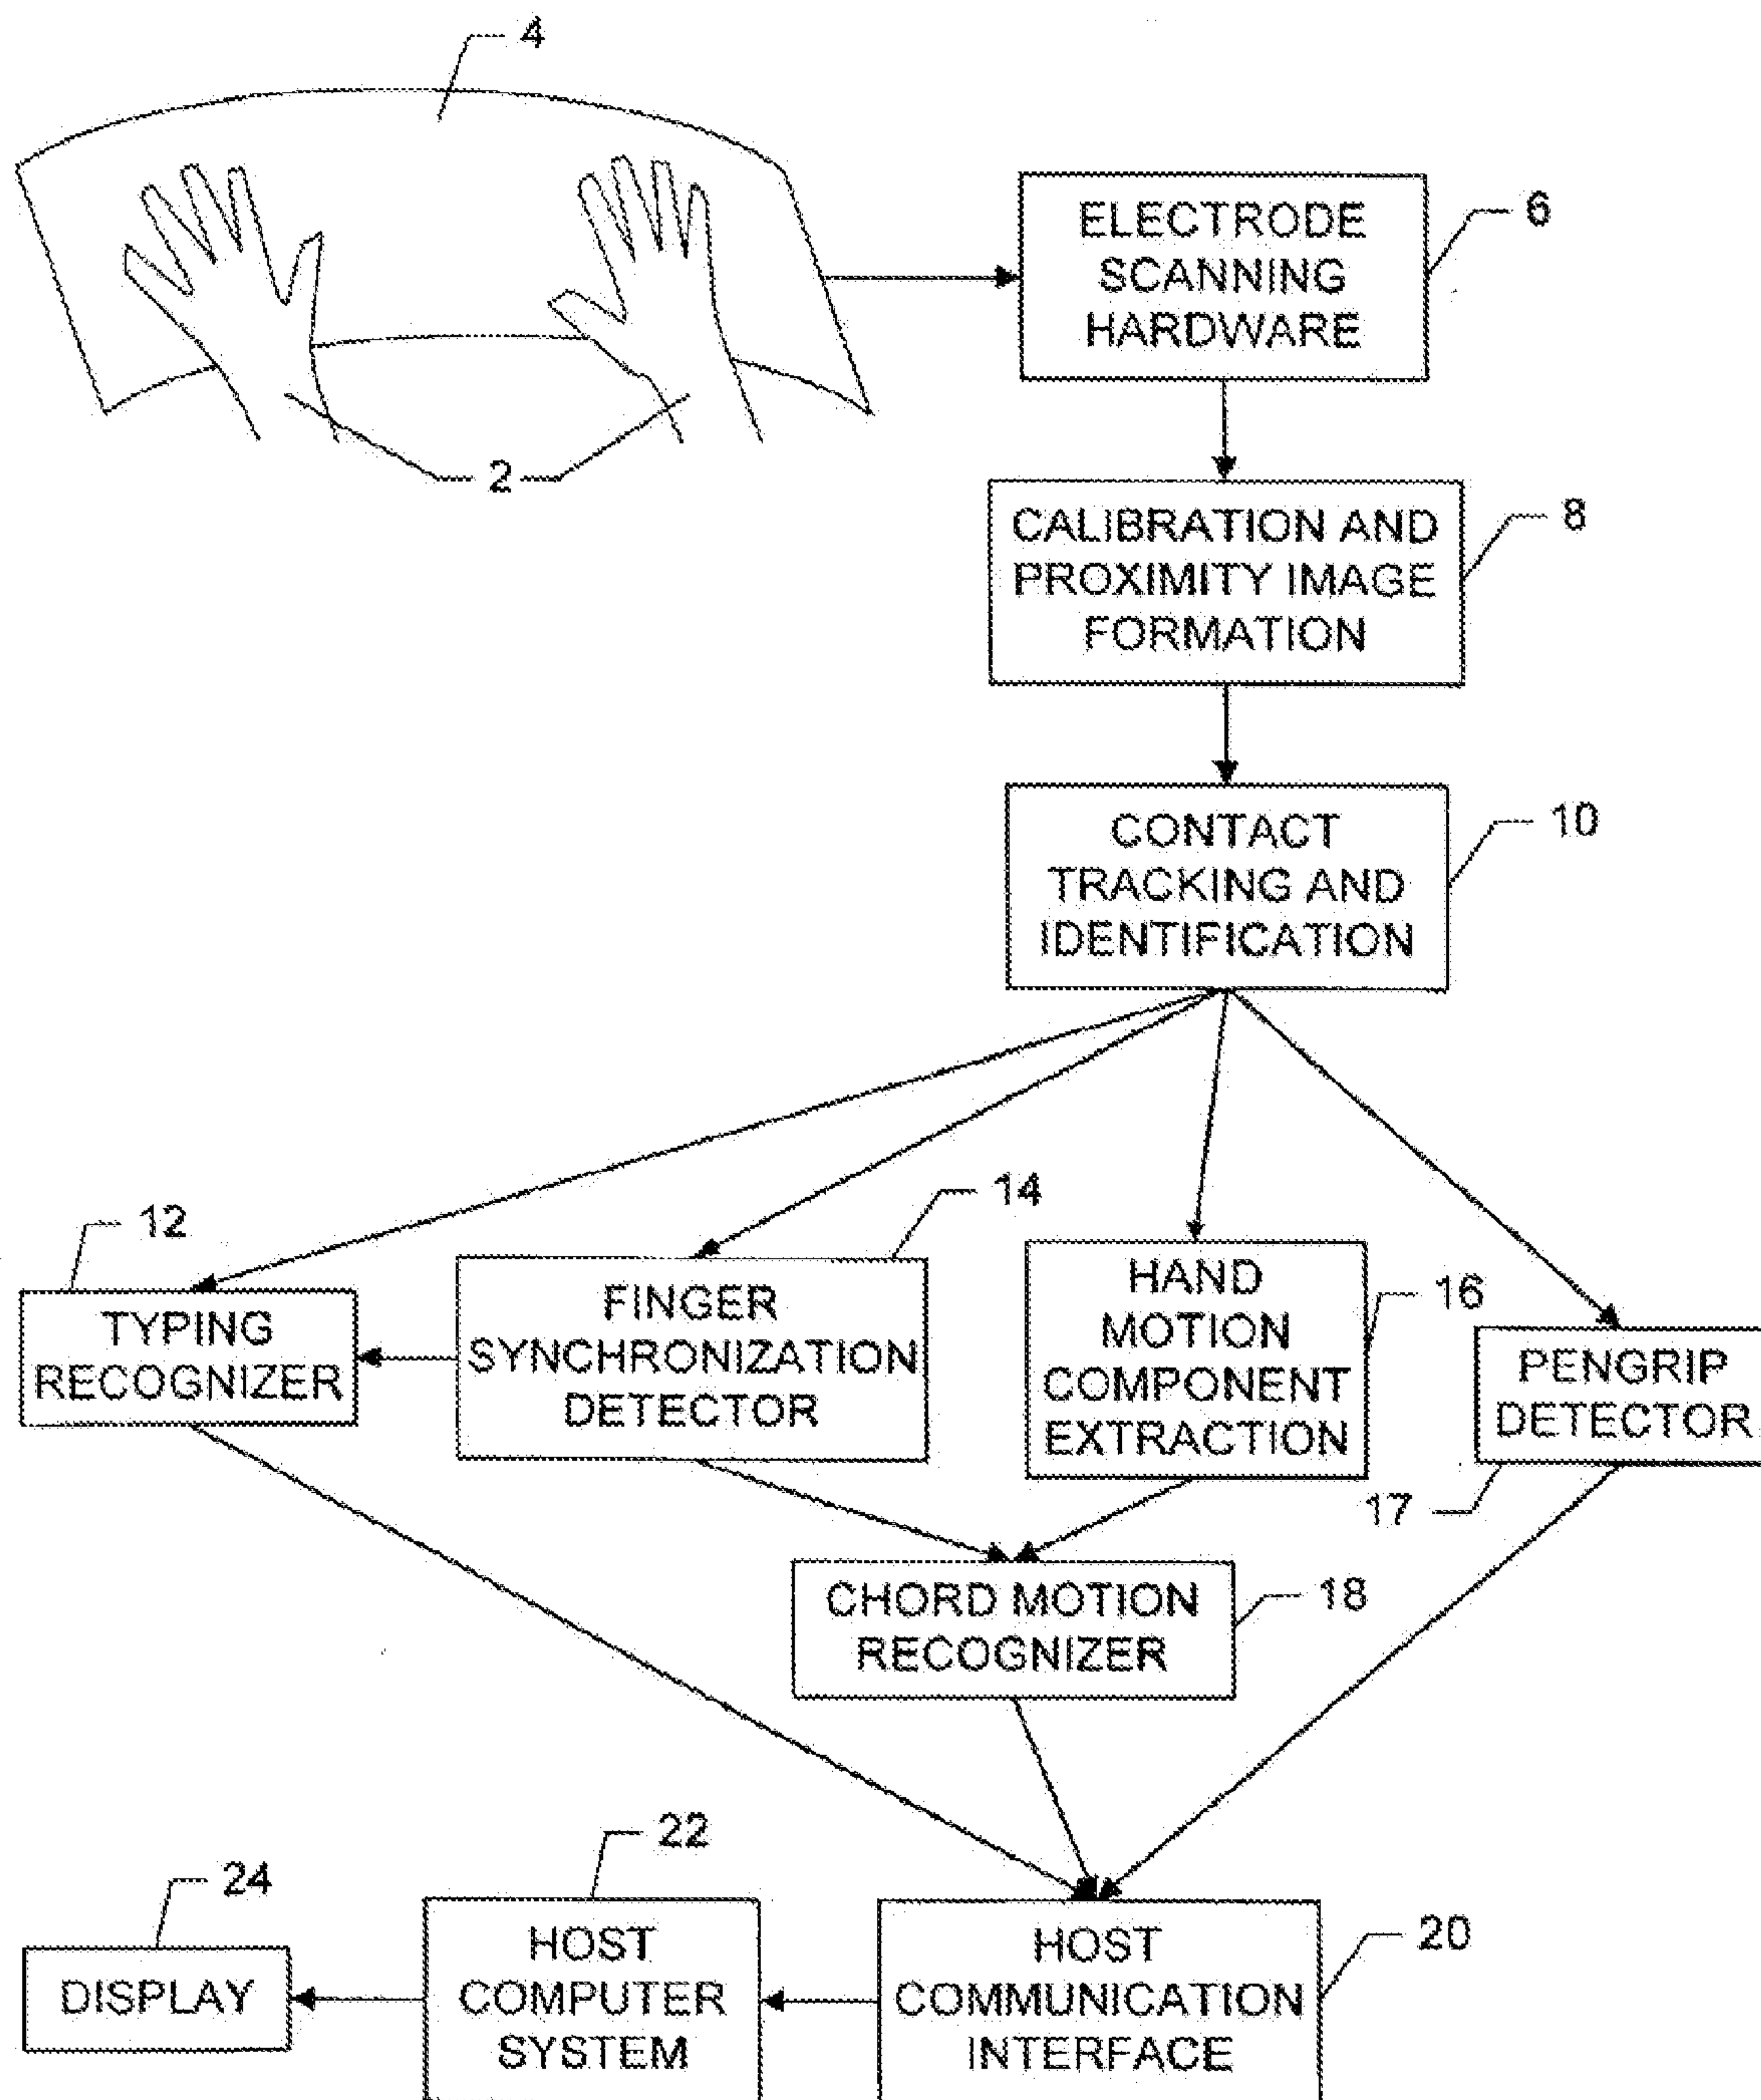 4
ELECTRODE
SCANNING
HARDWARE
6
2
CALIBRATION AND
PROXIMITY IMAGE
FORMATION
8
CONTACT
TRACKING AND
IDENTIFICATION
10
12
TYPING
RECOGNIZER
14
FINGER
SYNCHRONIZATION
DETECTOR
HAND
MOTION
COMPONENT
EXTRACTION
16
PENGRIP
DETECTOR
17
CHORD MOTION
RECOGNIZER
18
24
DISPLAY
22
HOST
COMPUTER
SYSTEM
HOST
COMMUNICATION
INTERFACE
20